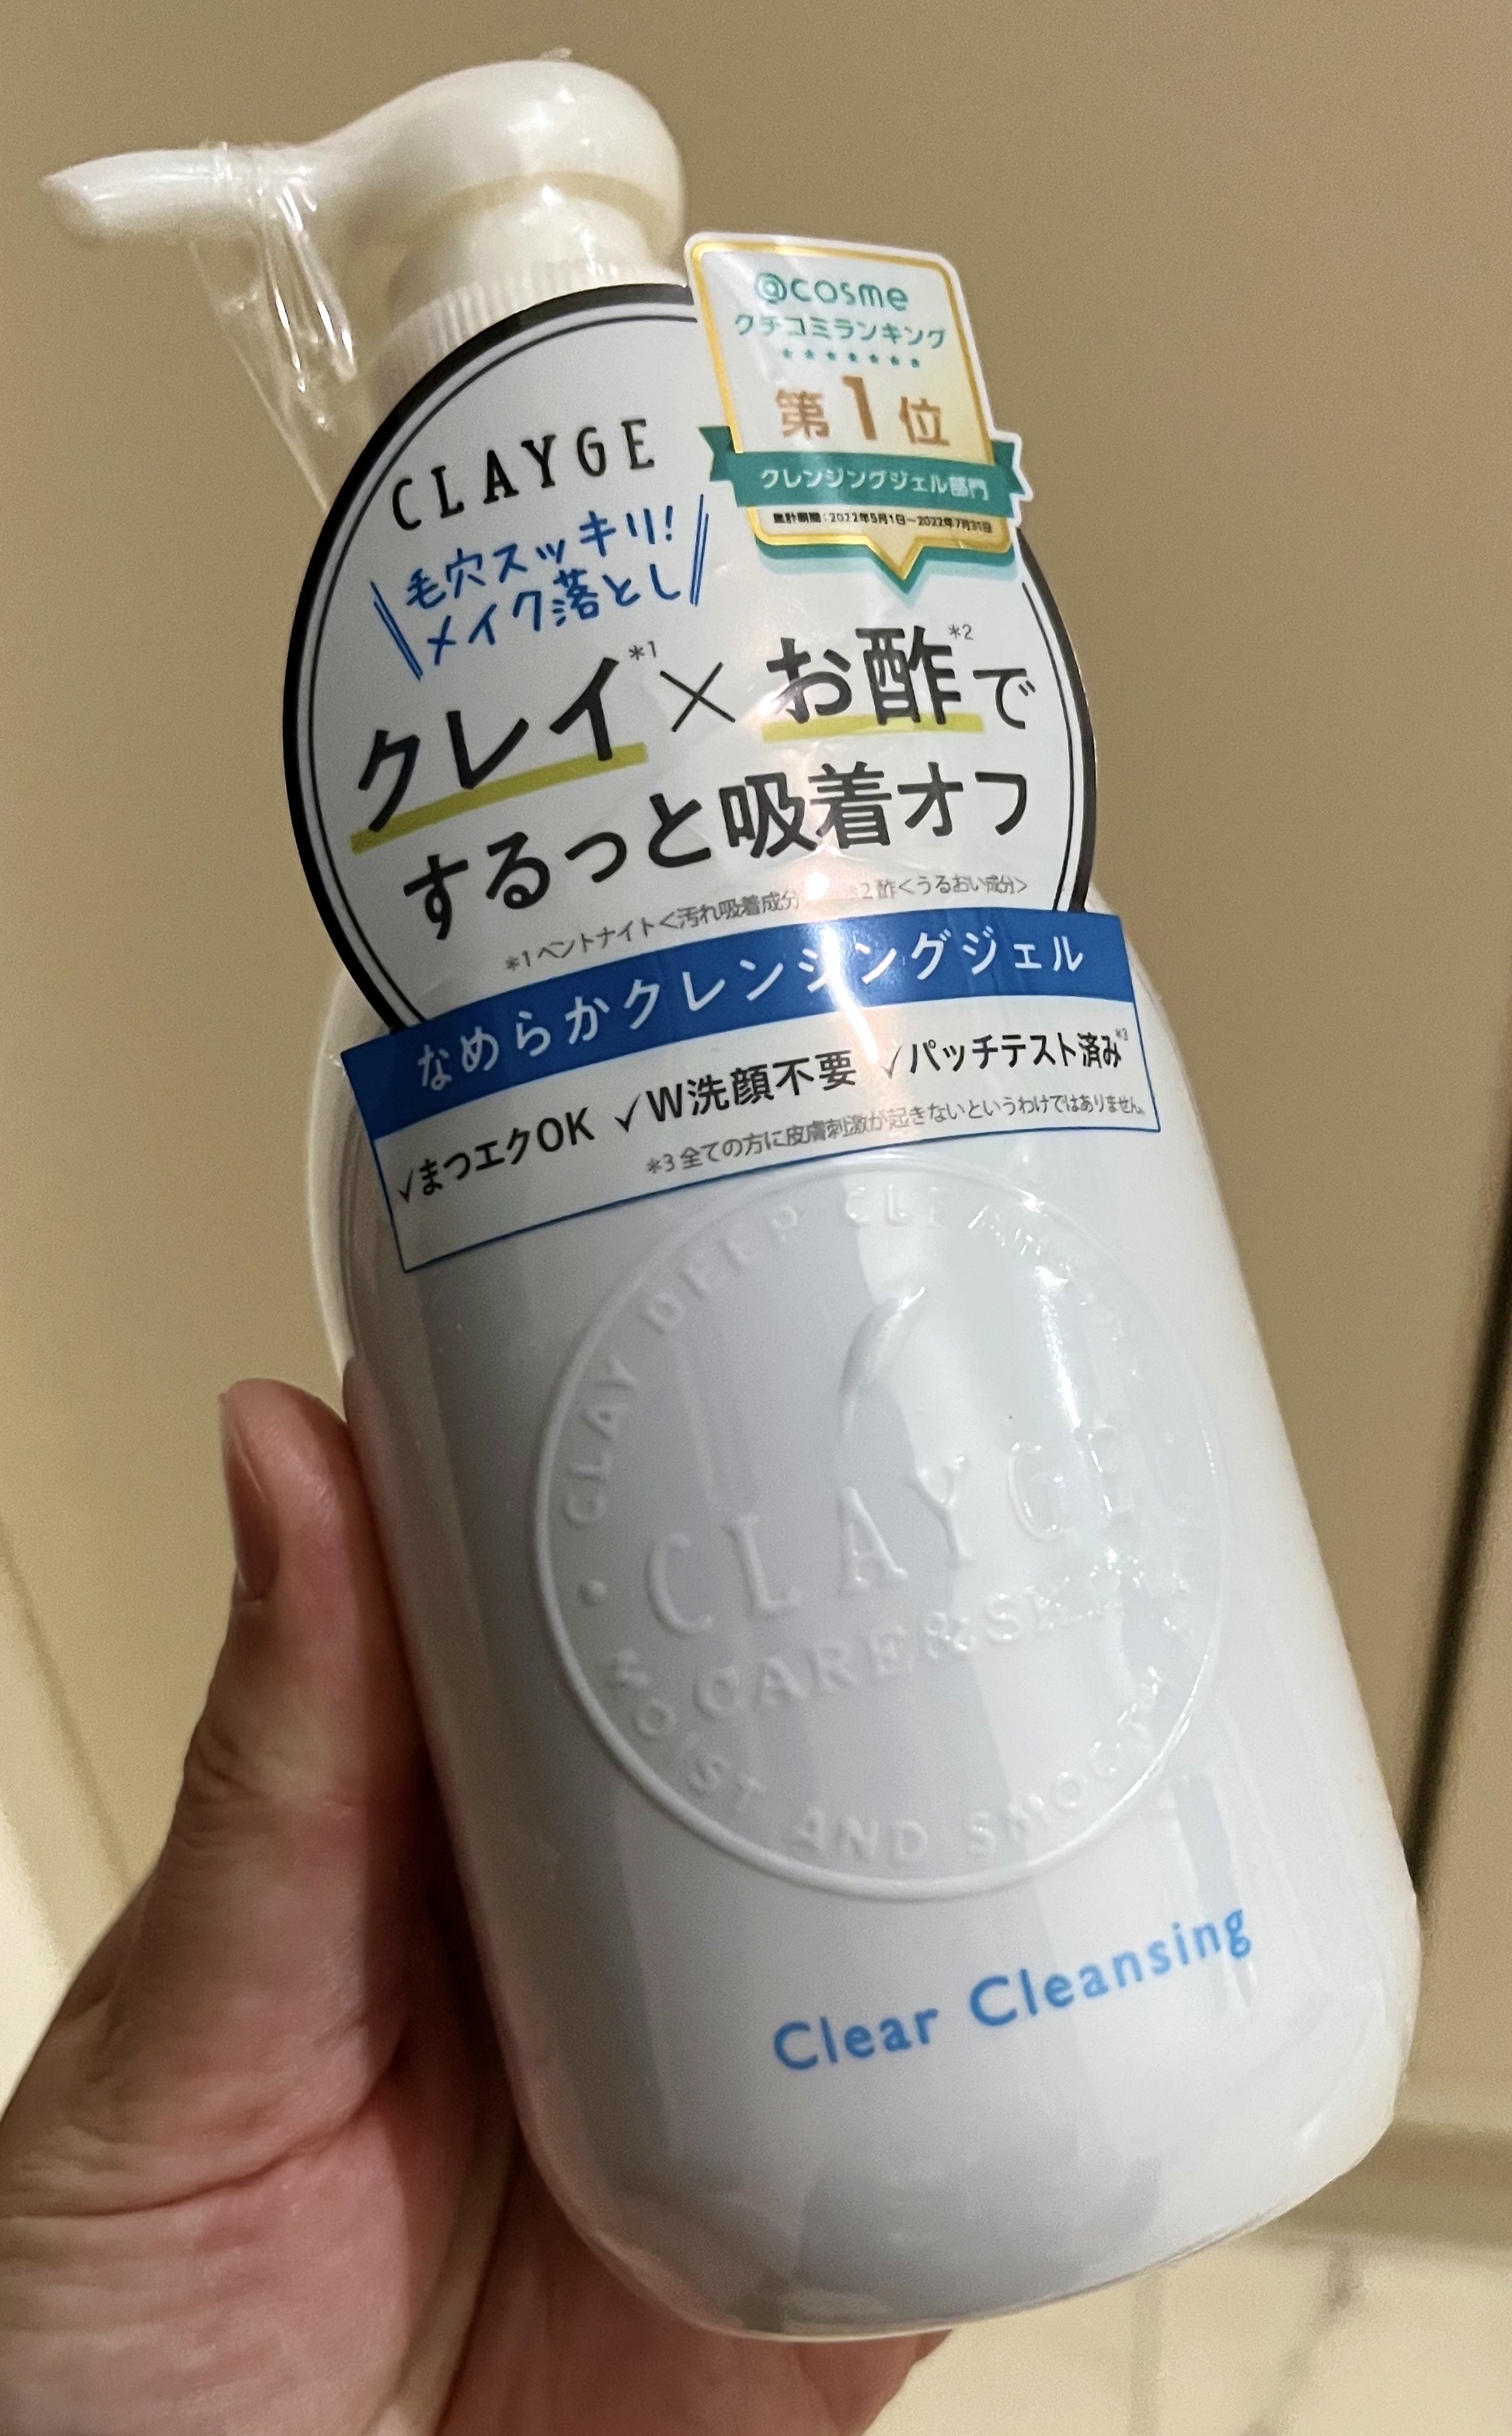 @cosme
クチコミランキング
第1位
クレンジングジェル部門
集計期間:2022年5月1日~2022年7月31日
CLAYGE
毛穴スッキリ!
メイク落とし
クレイ*1×お酢*2で
するっと吸着オフ
*1 ベントナイト<汚れ吸着成分> *2 酢<うるおい成分>
なめらかクレンジングジェル
✓まつエクOK ✓W洗顔不要 ✓パッチテスト済み*3
*3 全ての方に皮膚刺激が起きないというわけではありません。
CLAY DEEP CLEANSING
CLAYGE
CARE&SKIN
MOIST AND SMOOTH
Clear Cleansing